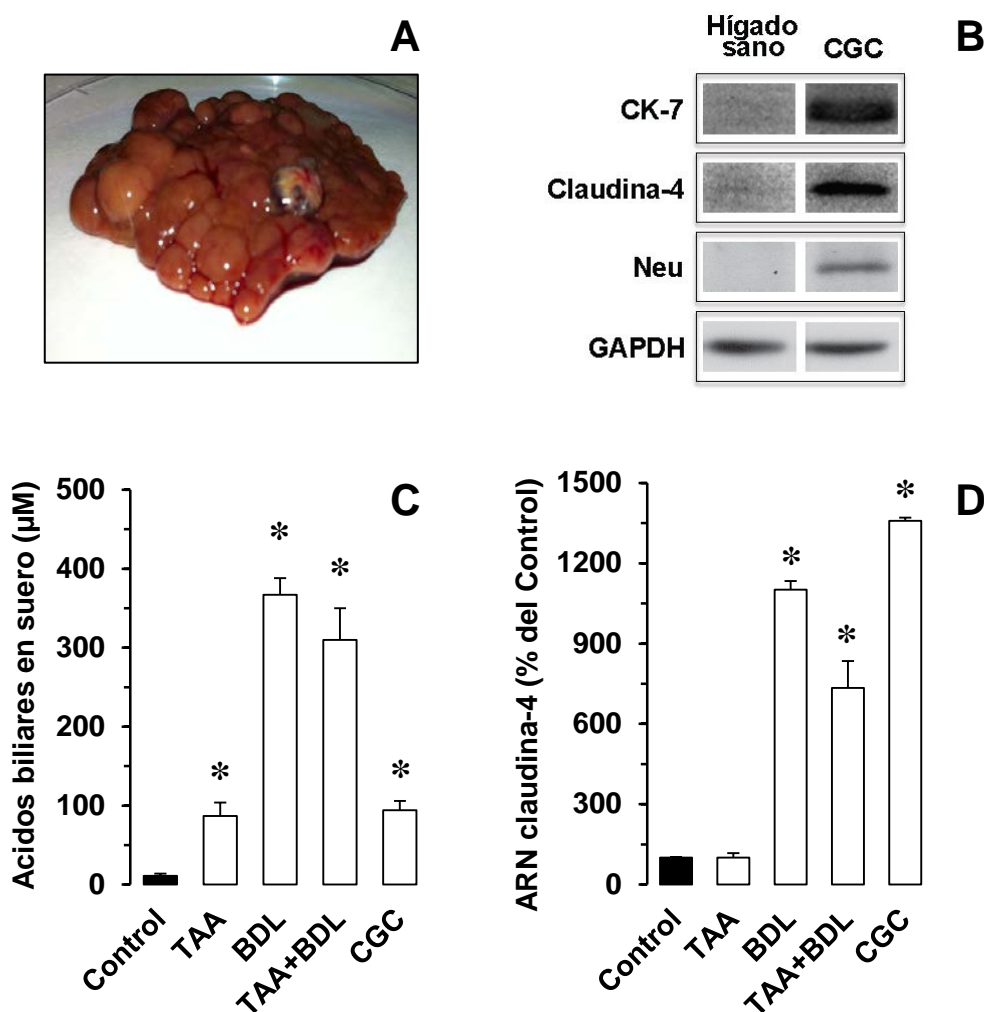 A
B
Hígado
sano
CGC
CK-7
Claudina-4
Neu
GAPDH
C
Acidos biliares en suero (µM)
500
400
300
200
100
0
*
*
*
*
Control
TAA
BDL
TAA+BDL
CGC
D
ARN claudina-4 (% del Control)
1500
1200
900
600
300
0
*
*
*
Control
TAA
BDL
TAA+BDL
CGC